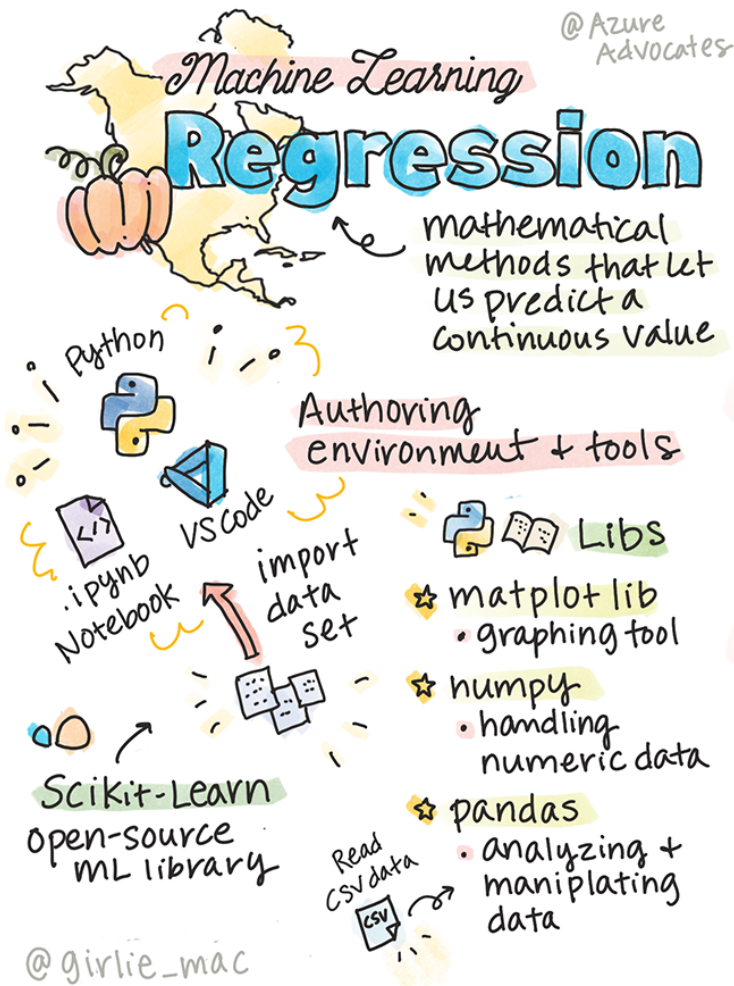 @Azure
Advocates
Machine Learning
Regression
mathematical
methods that let
us predict a
continuous value
Python
VS Code
</>
.ipynb
Notebook
import
data
set
Authoring
environment + tools
Libs
matplot lib
• graphing tool
numpy
• handling
numeric data
pandas
• analyzing +
maniplating
data
Scikit-Learn
open-source
ML library
Read
CSV data
CSV
@girlie_mac